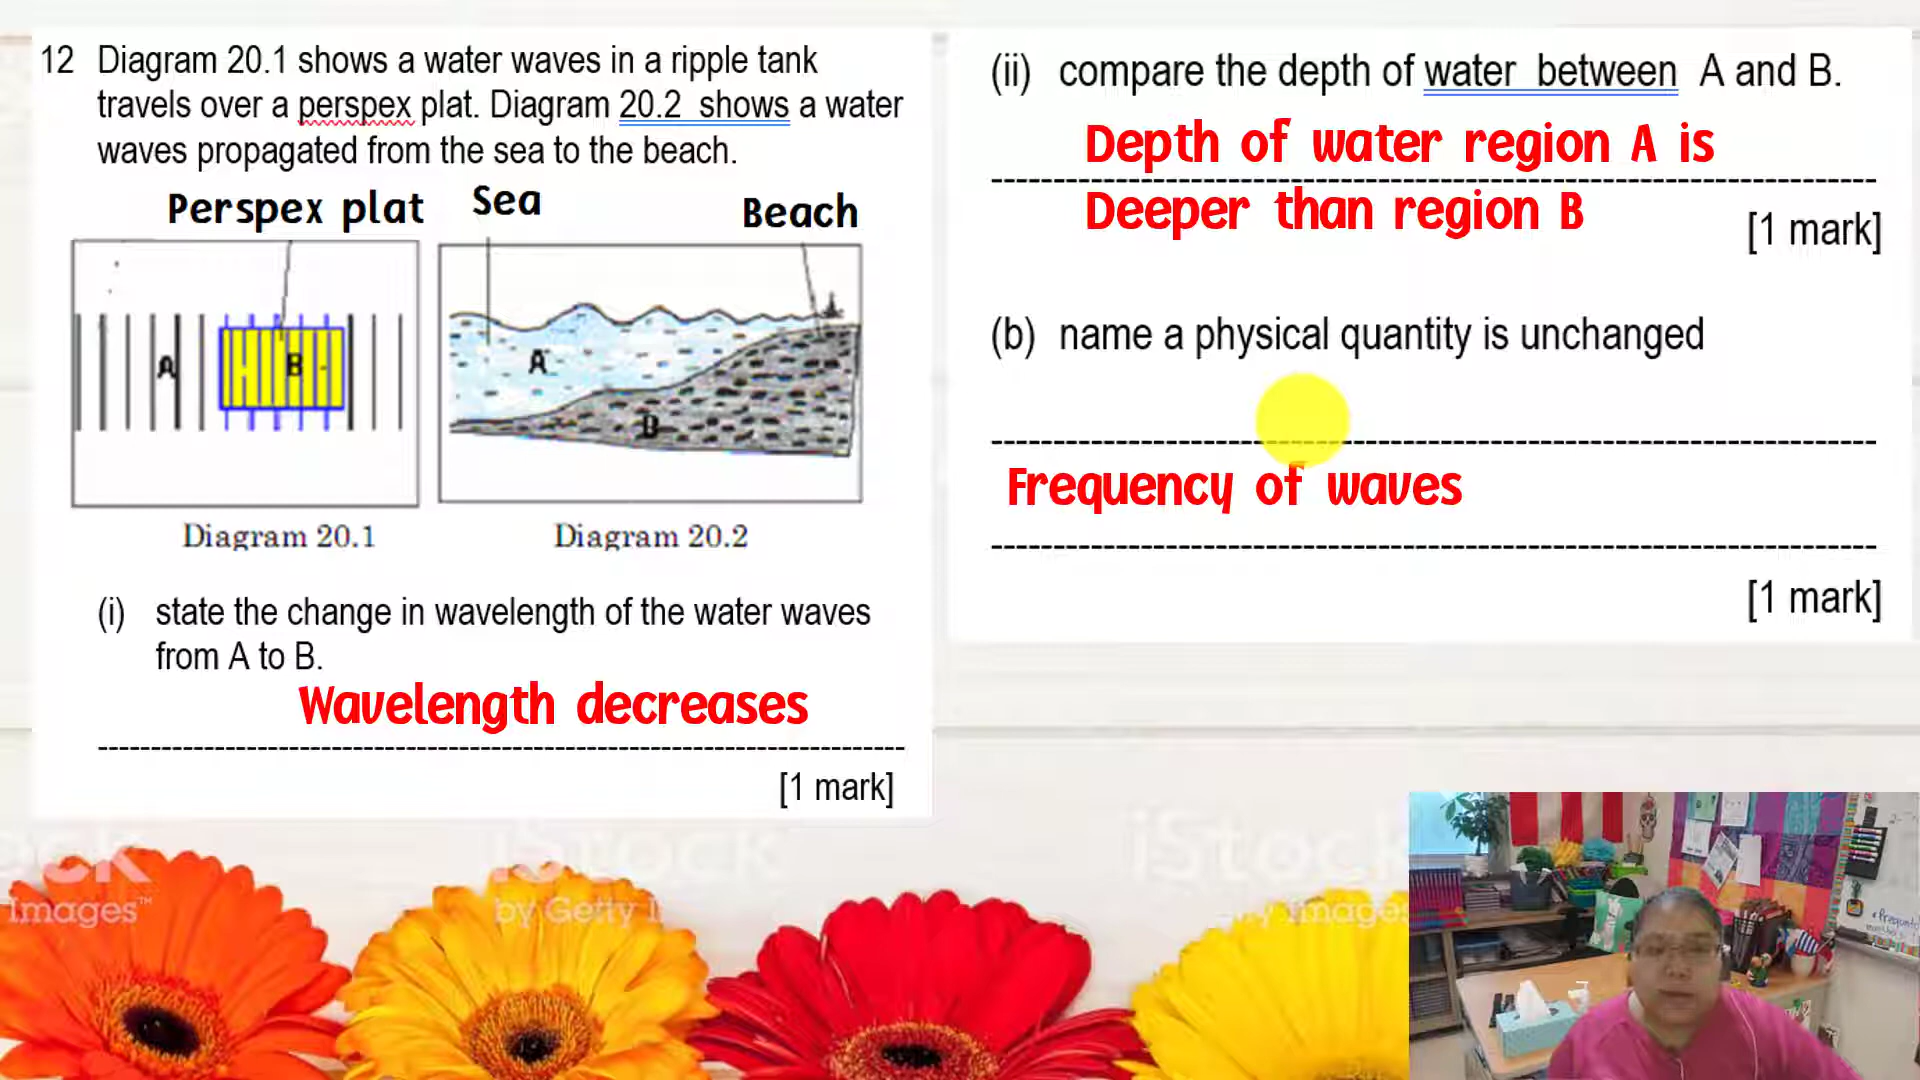 12 Diagram 20.1 shows a water waves in a ripple tank
travels over a perspex plat. Diagram 20.2 shows a water
waves propagated from the sea to the beach.
Perspex plat
Sea
Beach
A
B
A
B
Diagram 20.1
Diagram 20.2
(i) state the change in wavelength of the water waves
from A to B.
Wavelength decreases
[1 mark]
(ii) compare the depth of water between A and B.
Depth of water region A is
Deeper than region B
[1 mark]
(b) name a physical quantity is unchanged
Frequency of waves
[1 mark]
iStock
by Getty
Images™
iStock
Images